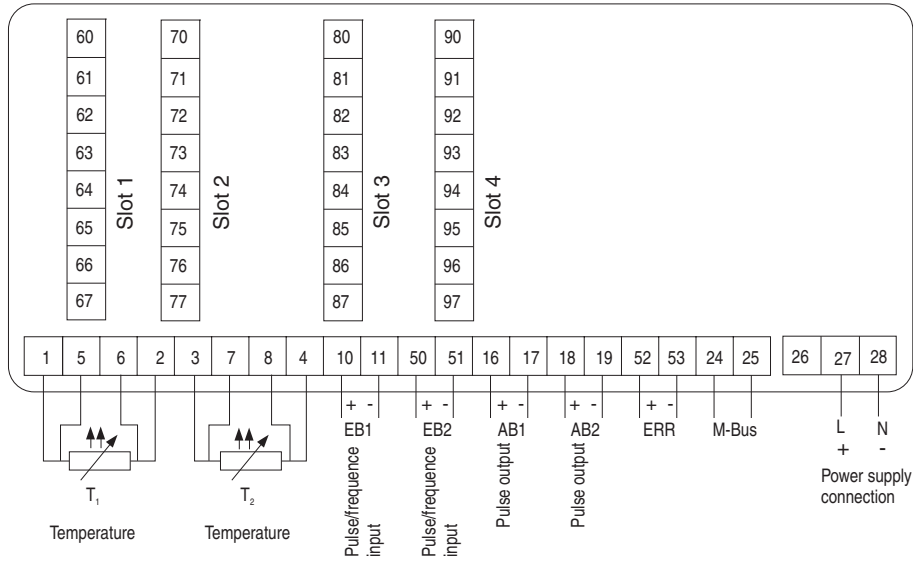 60 70 80 90
61 71 81 91
62 72 82 92
63 73 83 93
64 74 84 94
65 75 85 95
66 76 86 96
67 77 87 97
Slot 1
Slot 2
Slot 3
Slot 4
1 5 6 2 3 7 8 4 10 11 50 51 16 17 18 19 52 53 24 25 26 27 28
+ - + - + - + - + -
EB1 EB2 AB1 AB2 ERR M-Bus L N
+ -
T1 T2
Temperature Temperature
Pulse/frequence
input
Pulse/frequence
input
Pulse output
Pulse output
Power supply
connection